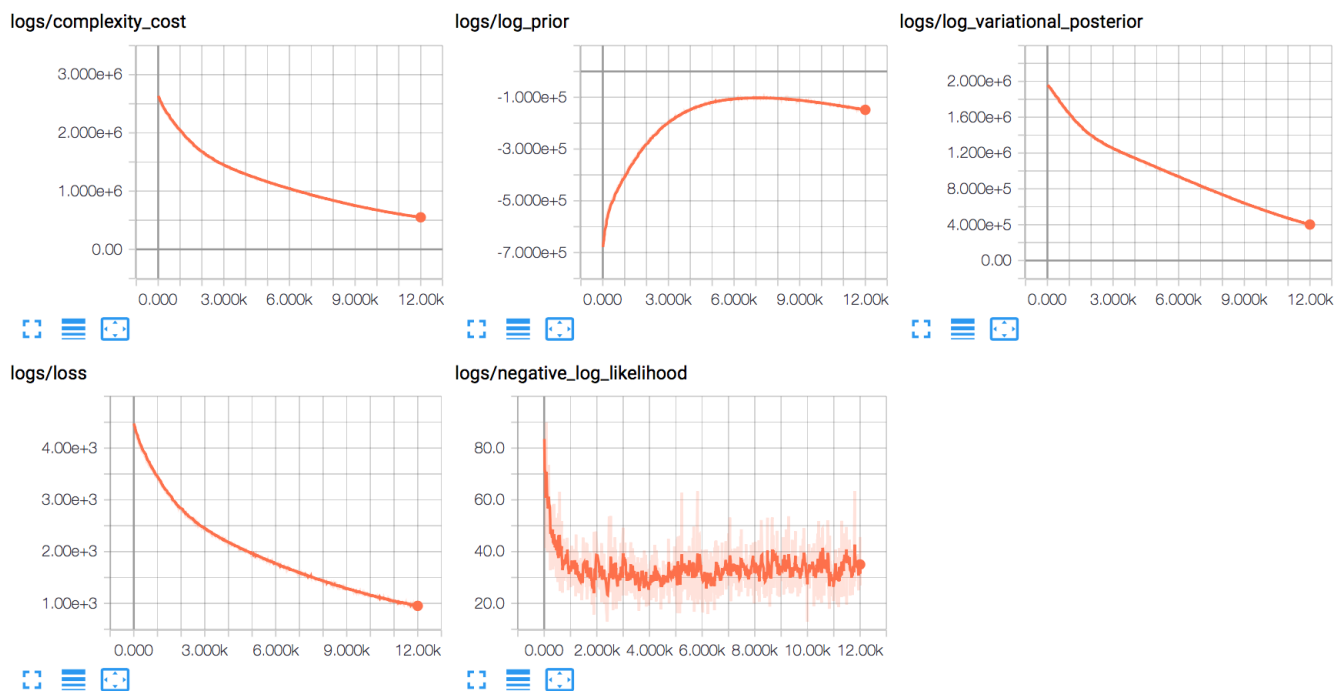 logs/complexity_cost
3.000e+6
2.000e+6
1.000e+6
0.00
0.000 3.000k 6.000k 9.000k 12.00k
logs/log_prior
-1.000e+5
-3.000e+5
-5.000e+5
-7.000e+5
0.000 3.000k 6.000k 9.000k 12.00k
logs/log_variational_posterior
2.000e+6
1.600e+6
1.200e+6
8.000e+5
4.000e+5
0.00
0.000 3.000k 6.000k 9.000k 12.00k
logs/loss
4.00e+3
3.00e+3
2.00e+3
1.00e+3
0.000 3.000k 6.000k 9.000k 12.00k
logs/negative_log_likelihood
80.0
60.0
40.0
20.0
0.000 2.000k 4.000k 6.000k 8.000k 10.00k 12.00k